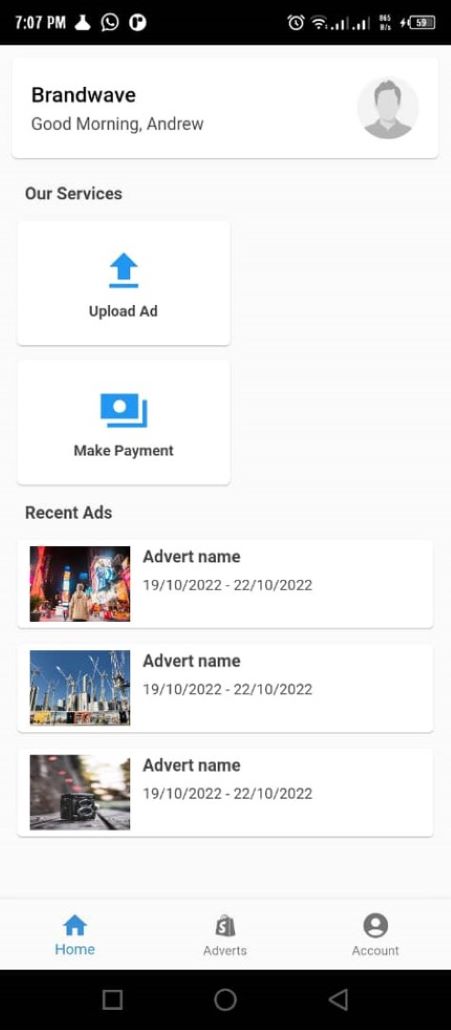 7:07 PM
865
B/s
59
Brandwave
Good Morning, Andrew
Our Services
Upload Ad
Make Payment
Recent Ads
Advert name
19/10/2022 - 22/10/2022
Advert name
19/10/2022 - 22/10/2022
Advert name
19/10/2022 - 22/10/2022
Home
Adverts
Account